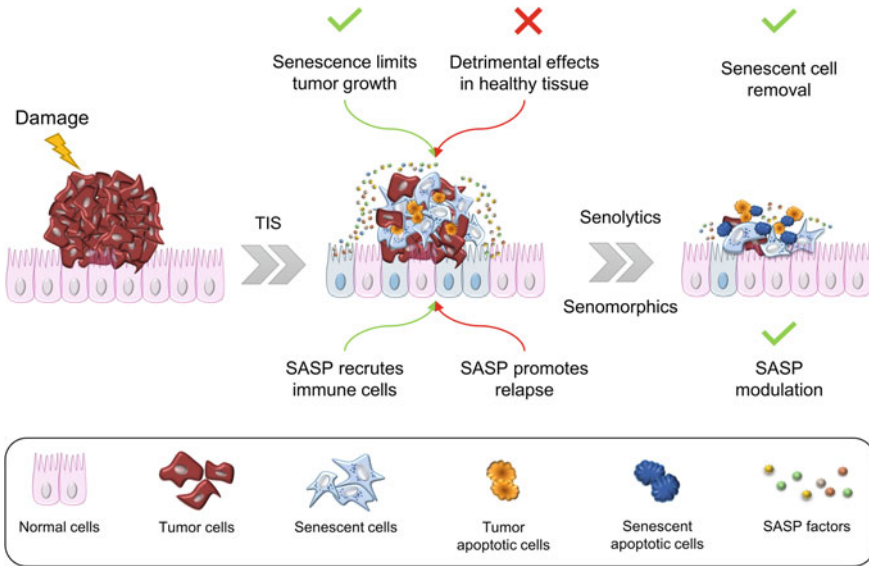 Senescence limits
tumor growth
Detrimental effects
in healthy tissue
Senescent cell
removal
Damage
TIS
Senolytics
Senomorphics
SASP recrutes
immune cells
SASP promotes
relapse
SASP
modulation
Normal cells
Tumor cells
Senescent cells
Tumor
apoptotic cells
Senescent
apoptotic cells
SASP factors